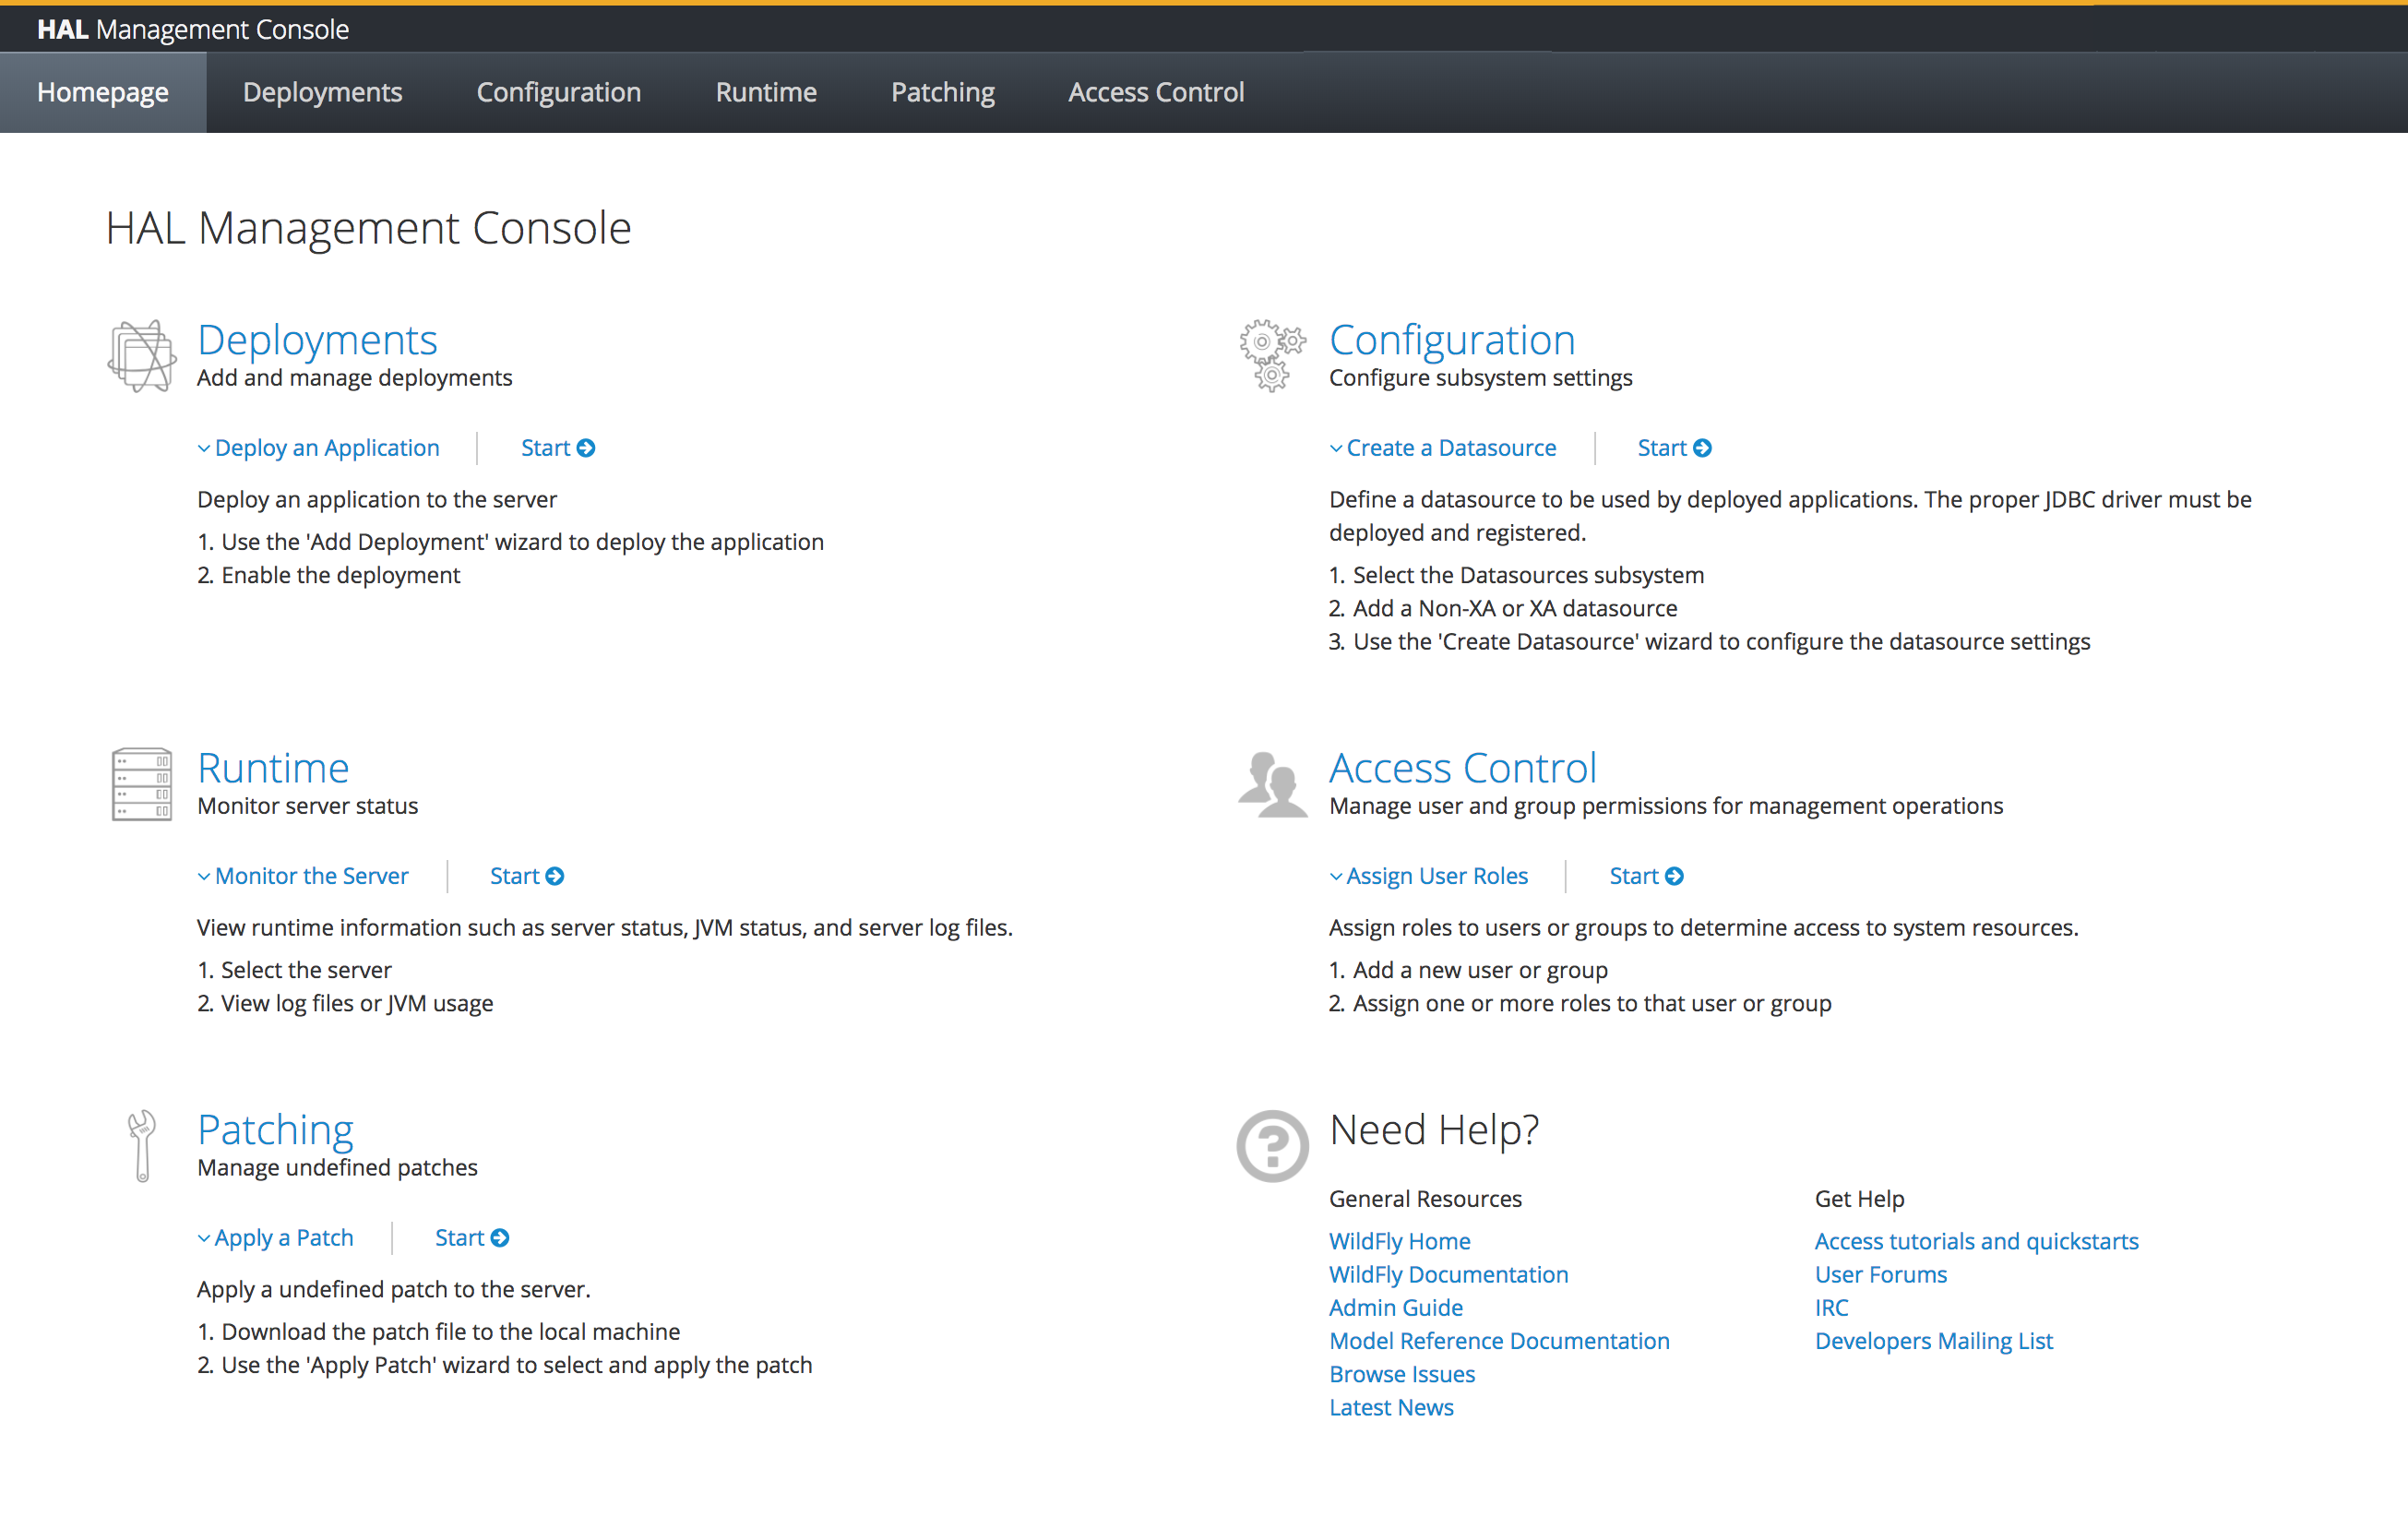 HAL Management Console
Homepage Deployments Configuration Runtime Patching Access Control
HAL Management Console
Deployments
Add and manage deployments
Deploy an Application Start
Deploy an application to the server
1. Use the 'Add Deployment' wizard to deploy the application
2. Enable the deployment
Configuration
Configure subsystem settings
Create a Datasource Start
Define a datasource to be used by deployed applications. The proper JDBC driver must be
deployed and registered.
1. Select the Datasources subsystem
2. Add a Non-XA or XA datasource
3. Use the 'Create Datasource' wizard to configure the datasource settings
Runtime
Monitor server status
Monitor the Server Start
View runtime information such as server status, JVM status, and server log files.
1. Select the server
2. View log files or JVM usage
Access Control
Manage user and group permissions for management operations
Assign User Roles Start
Assign roles to users or groups to determine access to system resources.
1. Add a new user or group
2. Assign one or more roles to that user or group
Patching
Manage undefined patches
Apply a Patch Start
Apply a undefined patch to the server.
1. Download the patch file to the local machine
2. Use the 'Apply Patch' wizard to select and apply the patch
Need Help?
General Resources
WildFly Home
WildFly Documentation
Admin Guide
Model Reference Documentation
Browse Issues
Latest News
Get Help
Access tutorials and quickstarts
User Forums
IRC
Developers Mailing List